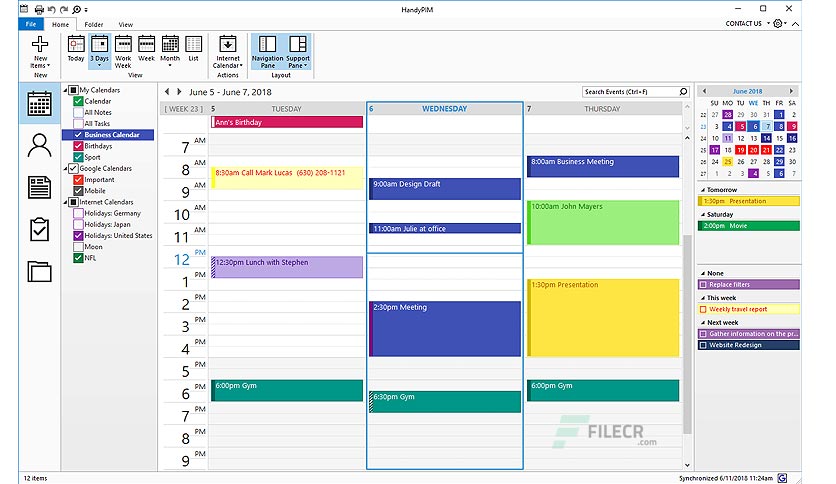 HandyPIM
File Home Folder View
CONTACT US
New Items
Today
3 Days
Work Week
Week
Month
List
Internet Calendar
Navigation Pane
Support Pane
New View Actions Layout
My Calendars
Calendar
All Notes
All Tasks
Business Calendar
Birthdays
Sport
Google Calendars
Important
Mobile
Internet Calendars
Holidays: Germany
Holidays: Japan
Holidays: United States
Moon
NFL
June 5 - June 7, 2018
Search Events (Ctrl+F)
[ WEEK 23 ] 5 TUESDAY 6 WEDNESDAY 7 THURSDAY
Ann's Birthday
7 AM
8 AM
9 AM
10 AM
11 AM
12 PM
1 PM
2 PM
3 PM
4 PM
5 PM
6 PM
7 PM
8 PM
9 PM
8:30am Call Mark Lucas (630) 208-1121
12:30pm Lunch with Stephen
6:00pm Gym
9:00am Design Draft
11:00am Julie at office
2:30pm Meeting
6:30pm Gym
8:00am Business Meeting
10:00am John Mayers
1:30pm Presentation
6:00pm Gym
FILECR
.com
June 2018
SU MO TU WE TH FR SA
22 27 28 29 30 31 1 2
23 3 4 5 6 7 8 9
24 10 11 12 13 14 15 16
25 17 18 19 20 21 22 23
26 24 25 26 27 28 29 30
27 1 2 3 4 5 6 7
Tomorrow
1:30pm Presentation
Saturday
2:00pm Movie
None
Replace filters
This week
Weekly travel report
Next week
Gather information on the pr...
Website Redesign
12 items
Synchronized 6/11/2018 11:24am